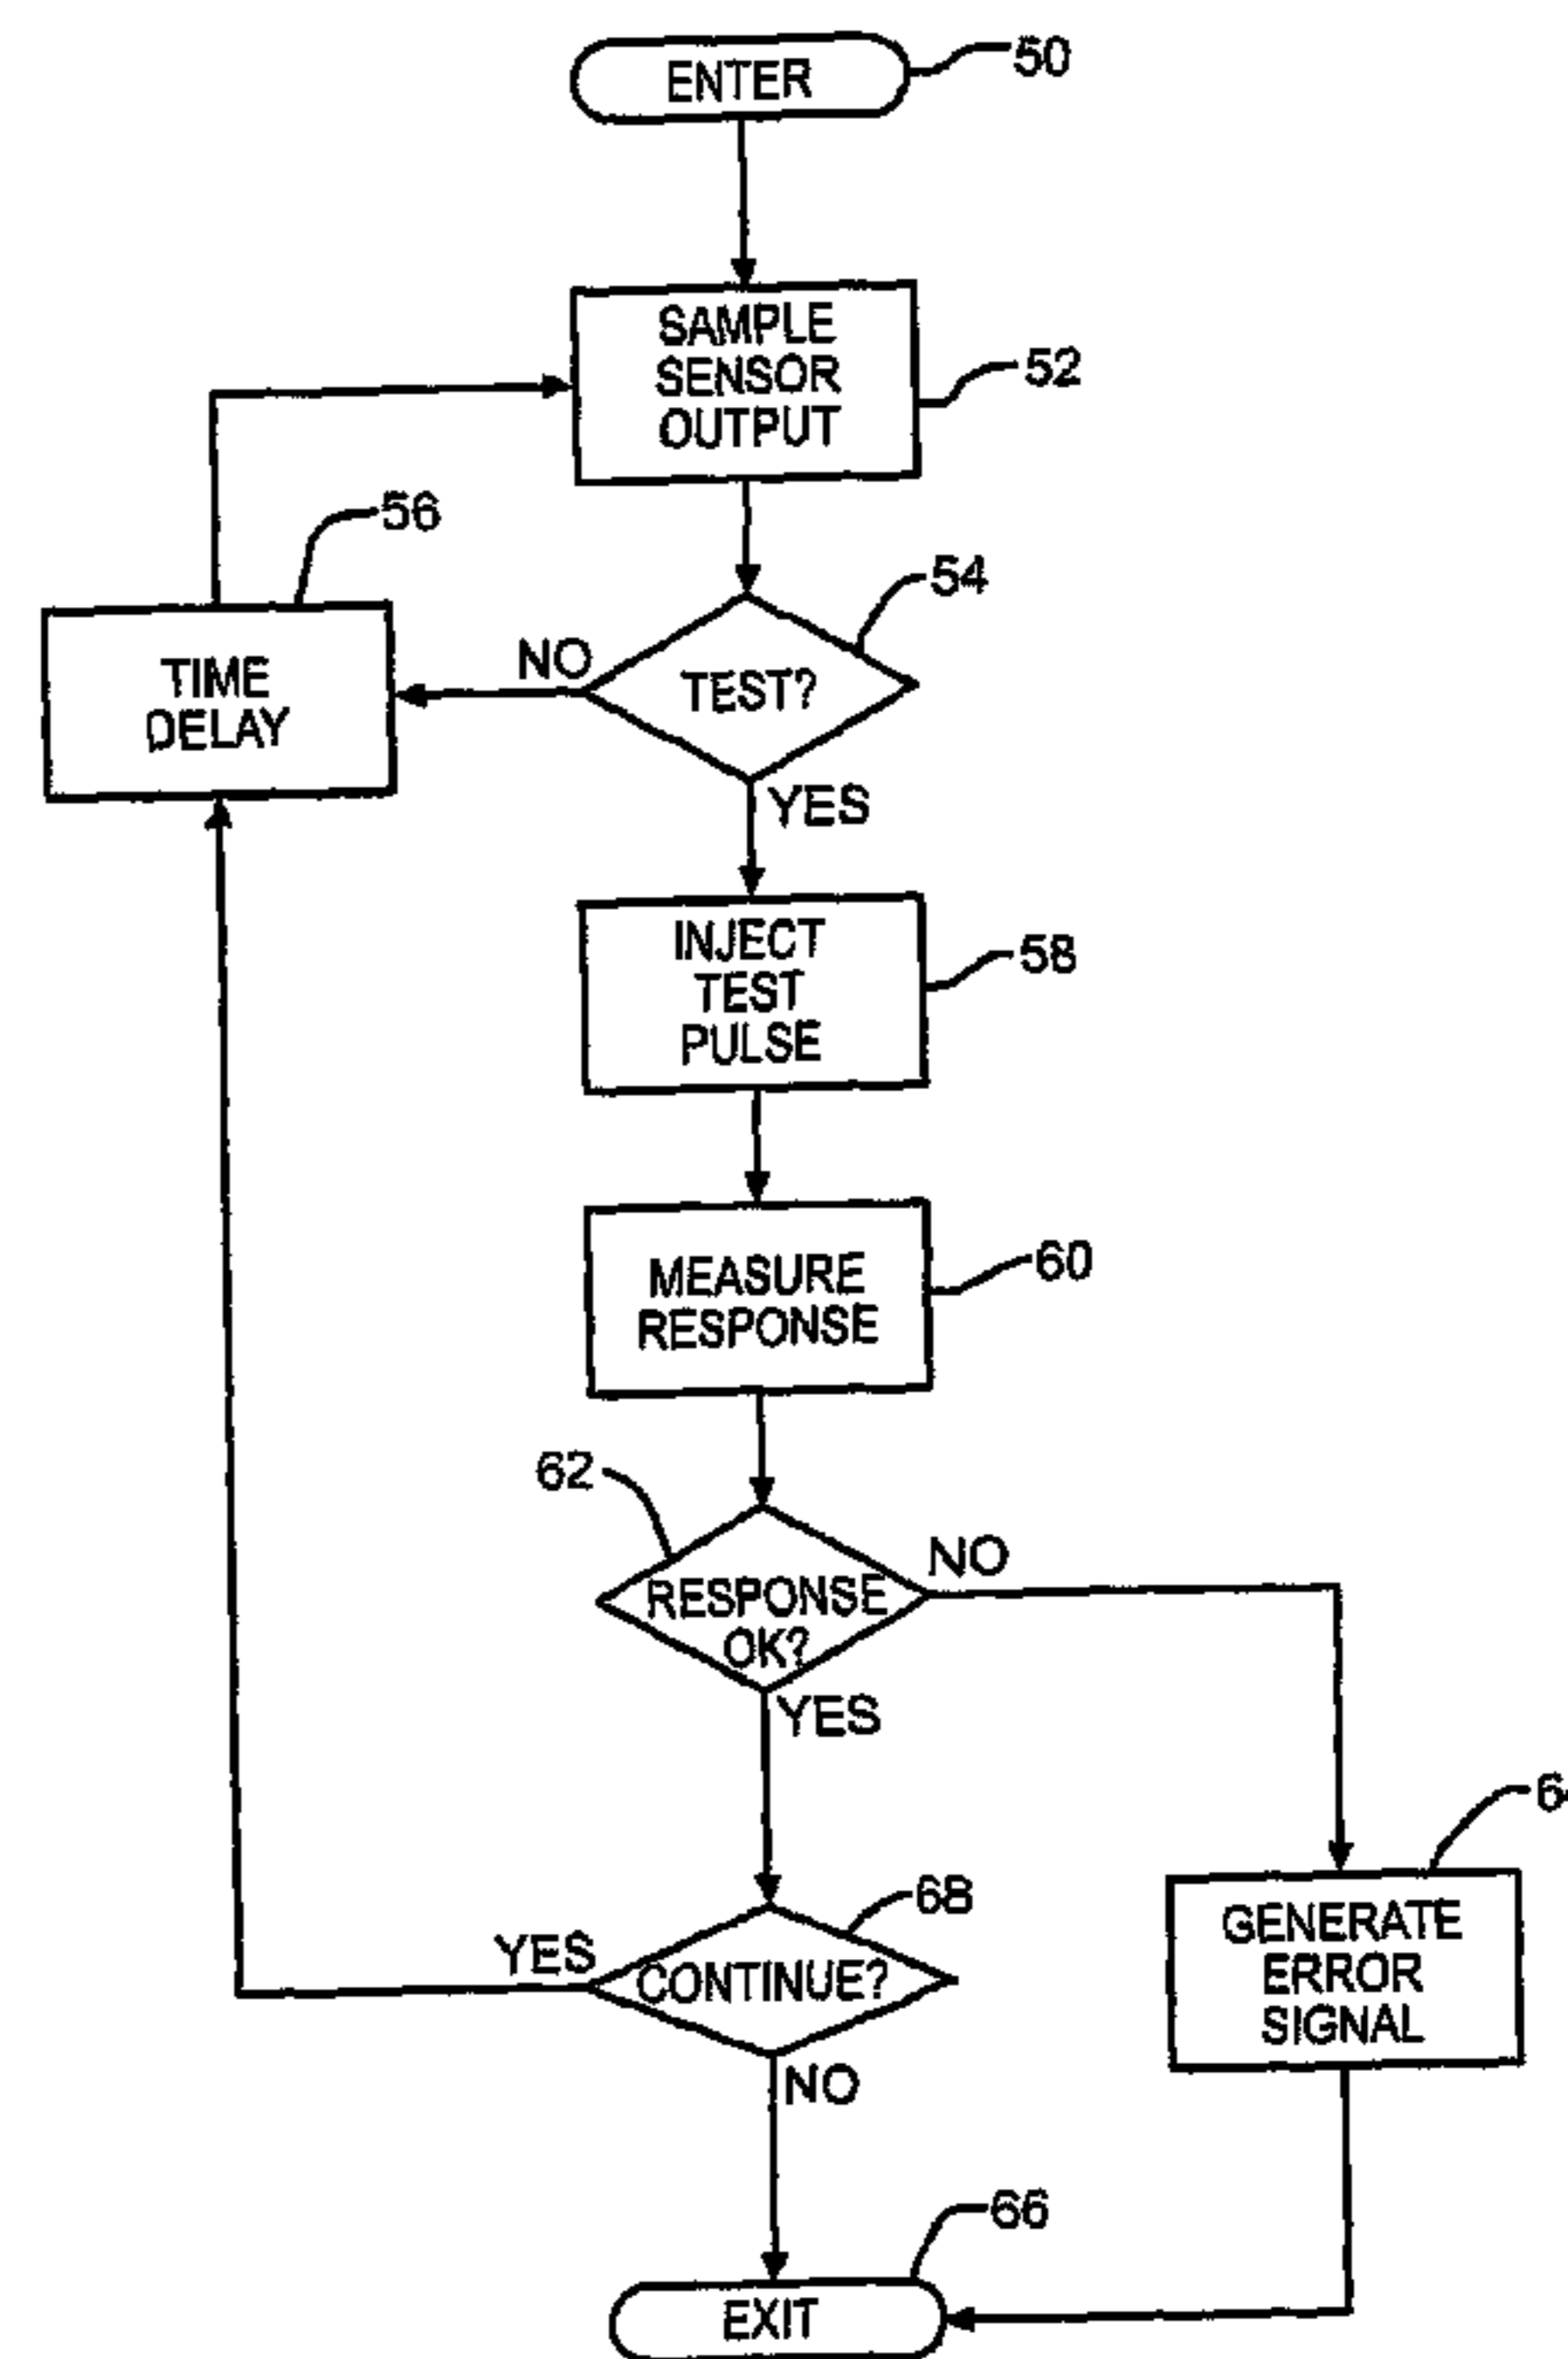 ENTER
50
SAMPLE
SENSOR
OUTPUT
52
56
54
TIME
DELAY
NO
TEST?
YES
INJECT
TEST
PULSE
58
MEASURE
RESPONSE
60
62
RESPONSE
OK?
NO
YES
68
YES
CONTINUE?
NO
GENERATE
ERROR
SIGNAL
66
EXIT